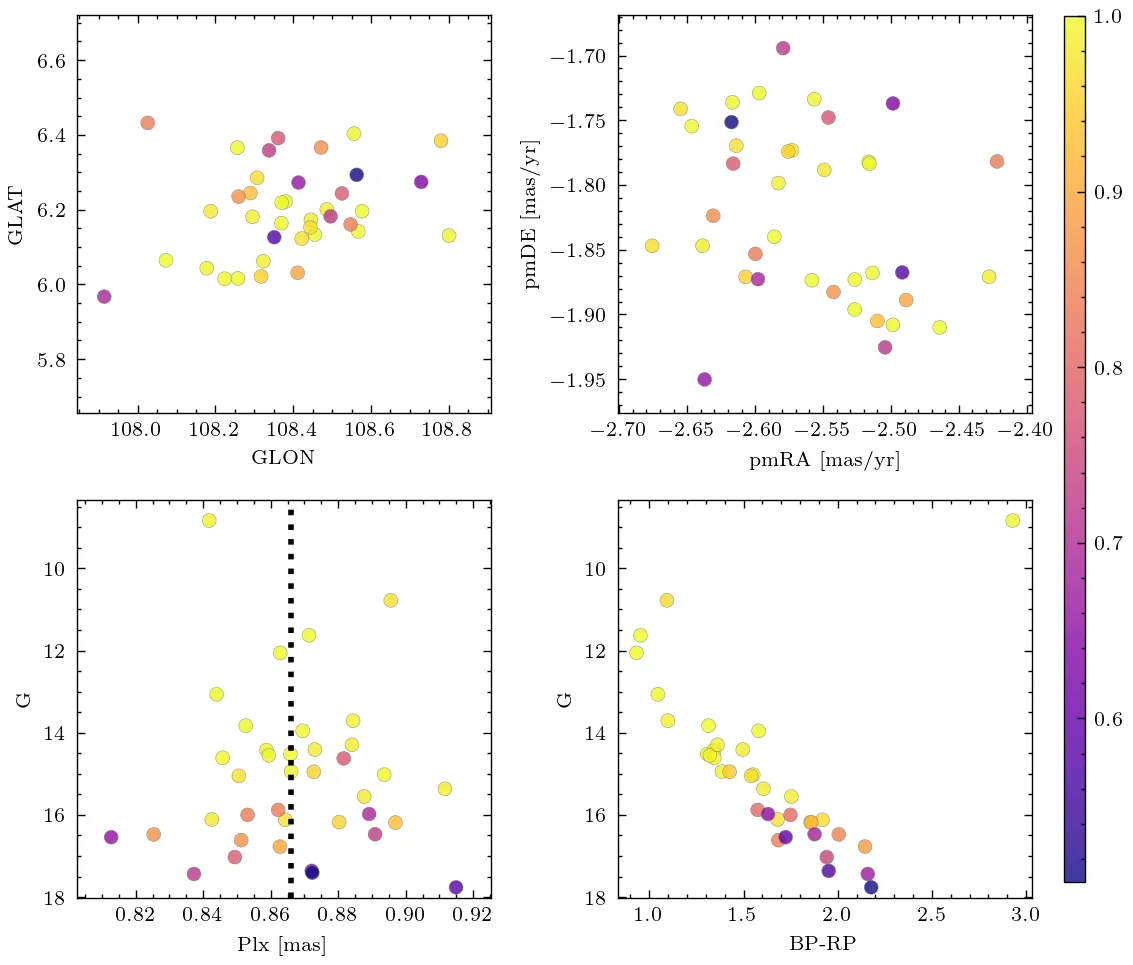 6.6
6.4
6.2
6.0
5.8
GLAT
108.0 108.2 108.4 108.6 108.8
GLON
−1.70
−1.75
−1.80
−1.85
−1.90
−1.95
pmDE [mas/yr]
−2.70 −2.65 −2.60 −2.55 −2.50 −2.45 −2.40
pmRA [mas/yr]
10
12
14
16
18
G
0.82 0.84 0.86 0.88 0.90 0.92
Plx [mas]
10
12
14
16
18
G
1.0 1.5 2.0 2.5 3.0
BP-RP
1.0
0.9
0.8
0.7
0.6